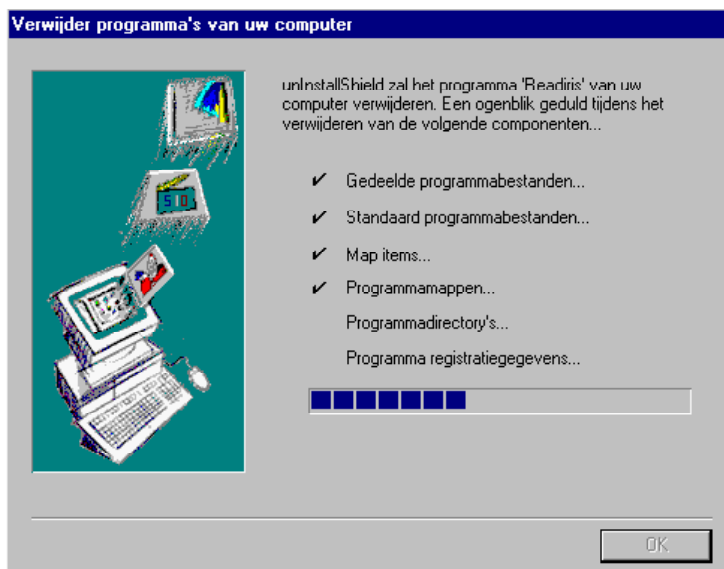 Verwijder programma's van uw computer
unInstallShield zal het programma 'Readiris' van uw
computer verwijderen. Een ogenblik geduld tijdens het
verwijderen van de volgende componenten...
✔ Gedeelde programmabestanden...
✔ Standaard programmabestanden...
✔ Map items...
✔ Programmamappen...
Programmadirectory's...
Programma registratiegegevens...
OK